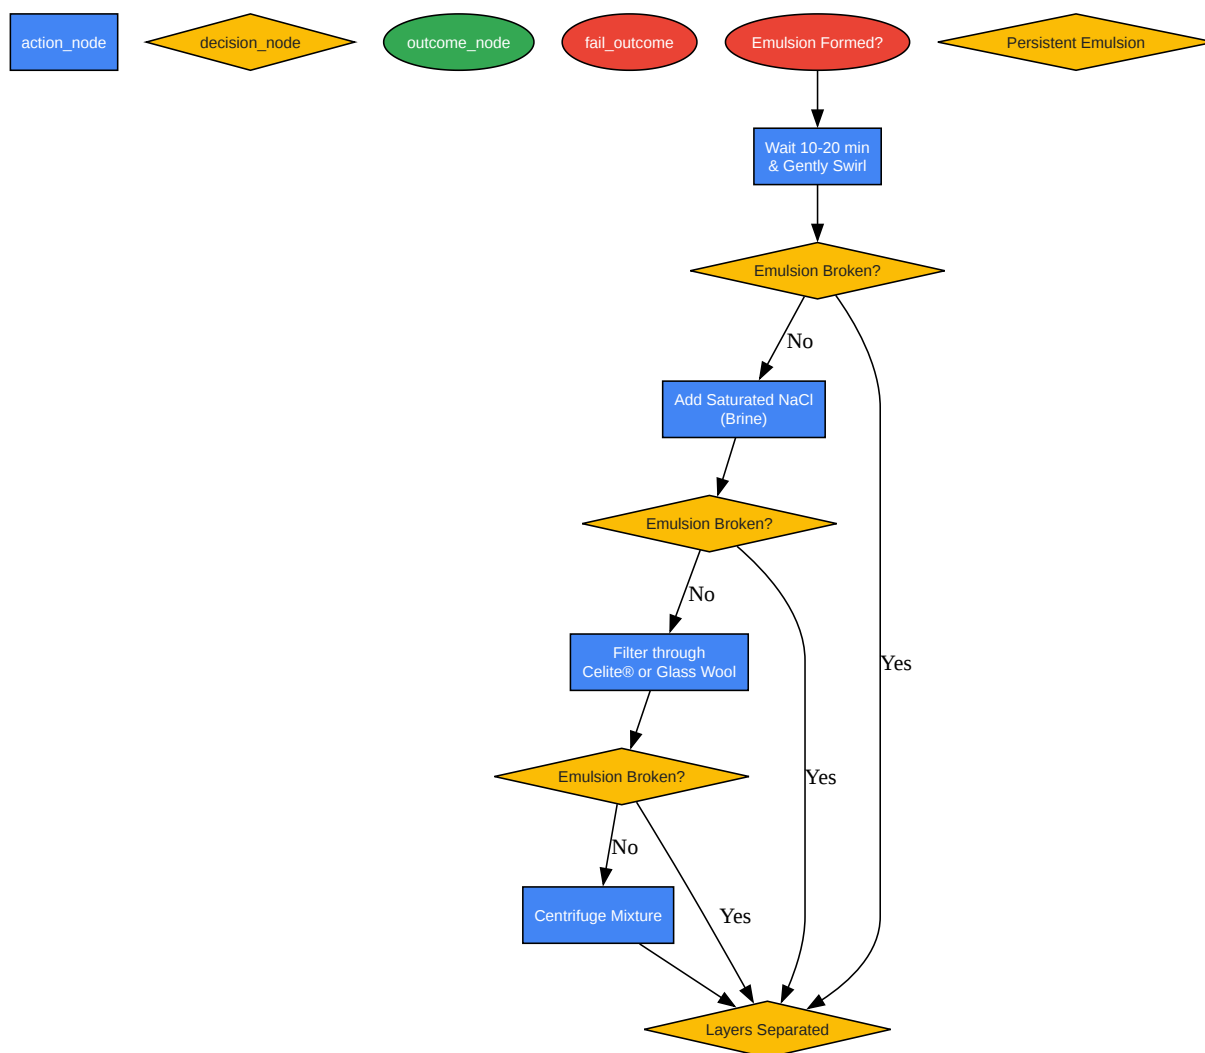 action_node
decision_node
outcome_node
fail_outcome
Emulsion Formed?
Persistent Emulsion
Wait 10-20 min
& Gently Swirl
Emulsion Broken?
No
Add Saturated NaCl
(Brine)
Emulsion Broken?
No
Filter through
Celite® or Glass Wool
Yes
Emulsion Broken?
Yes
No
Centrifuge Mixture
Yes
Layers Separated